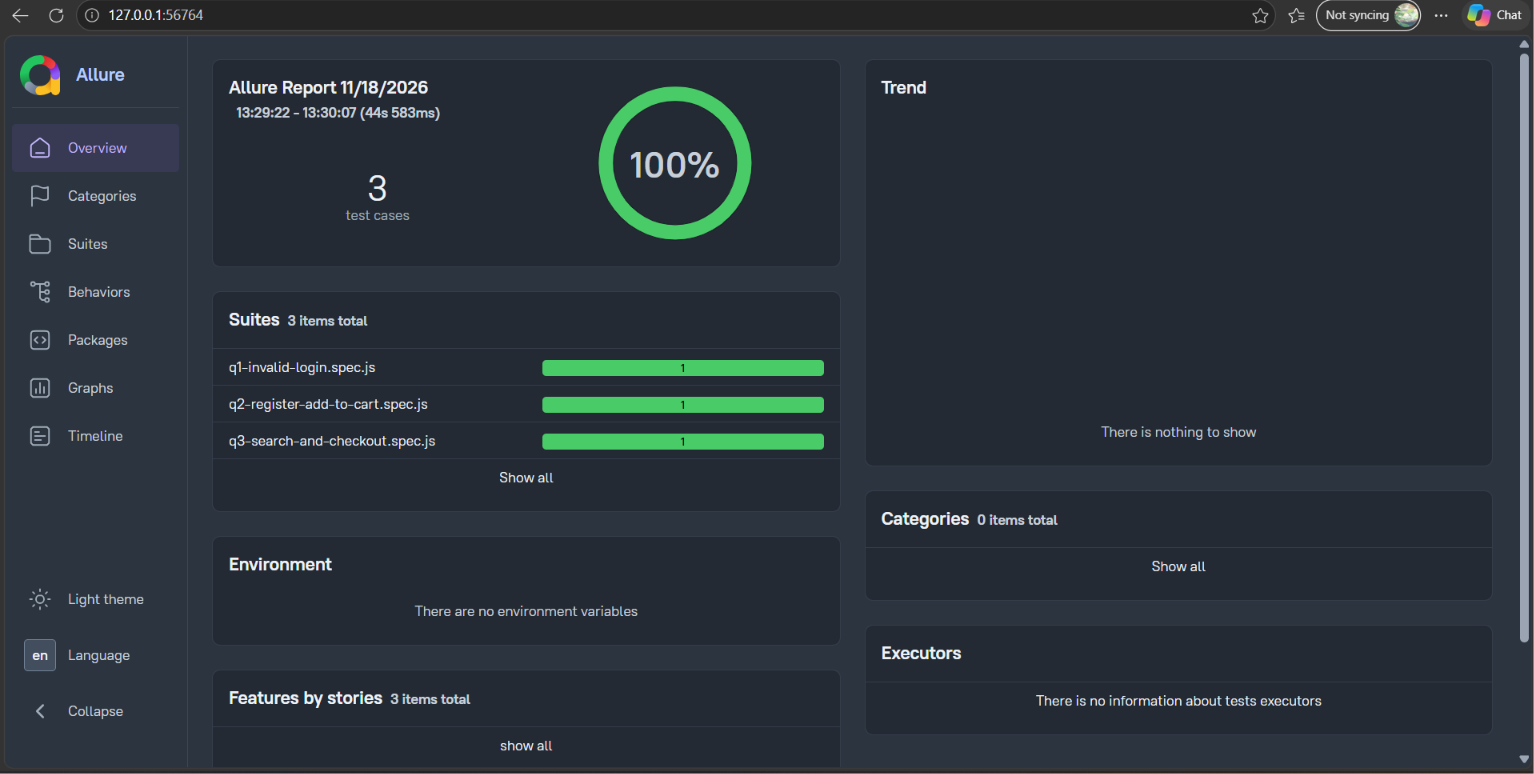 127.0.0.1:56764
Not syncing
Chat
Allure
Overview
Categories
Suites
Behaviors
Packages
Graphs
Timeline
Light theme
en Language
Collapse
Allure Report 11/18/2026
13:29:22 - 13:30:07 (44s 583ms)
3
test cases
100%
Suites 3 items total
q1-invalid-login.spec.js 1
q2-register-add-to-cart.spec.js 1
q3-search-and-checkout.spec.js 1
Show all
Environment
There are no environment variables
Features by stories 3 items total
show all
Trend
There is nothing to show
Categories 0 items total
Show all
Executors
There is no information about tests executors